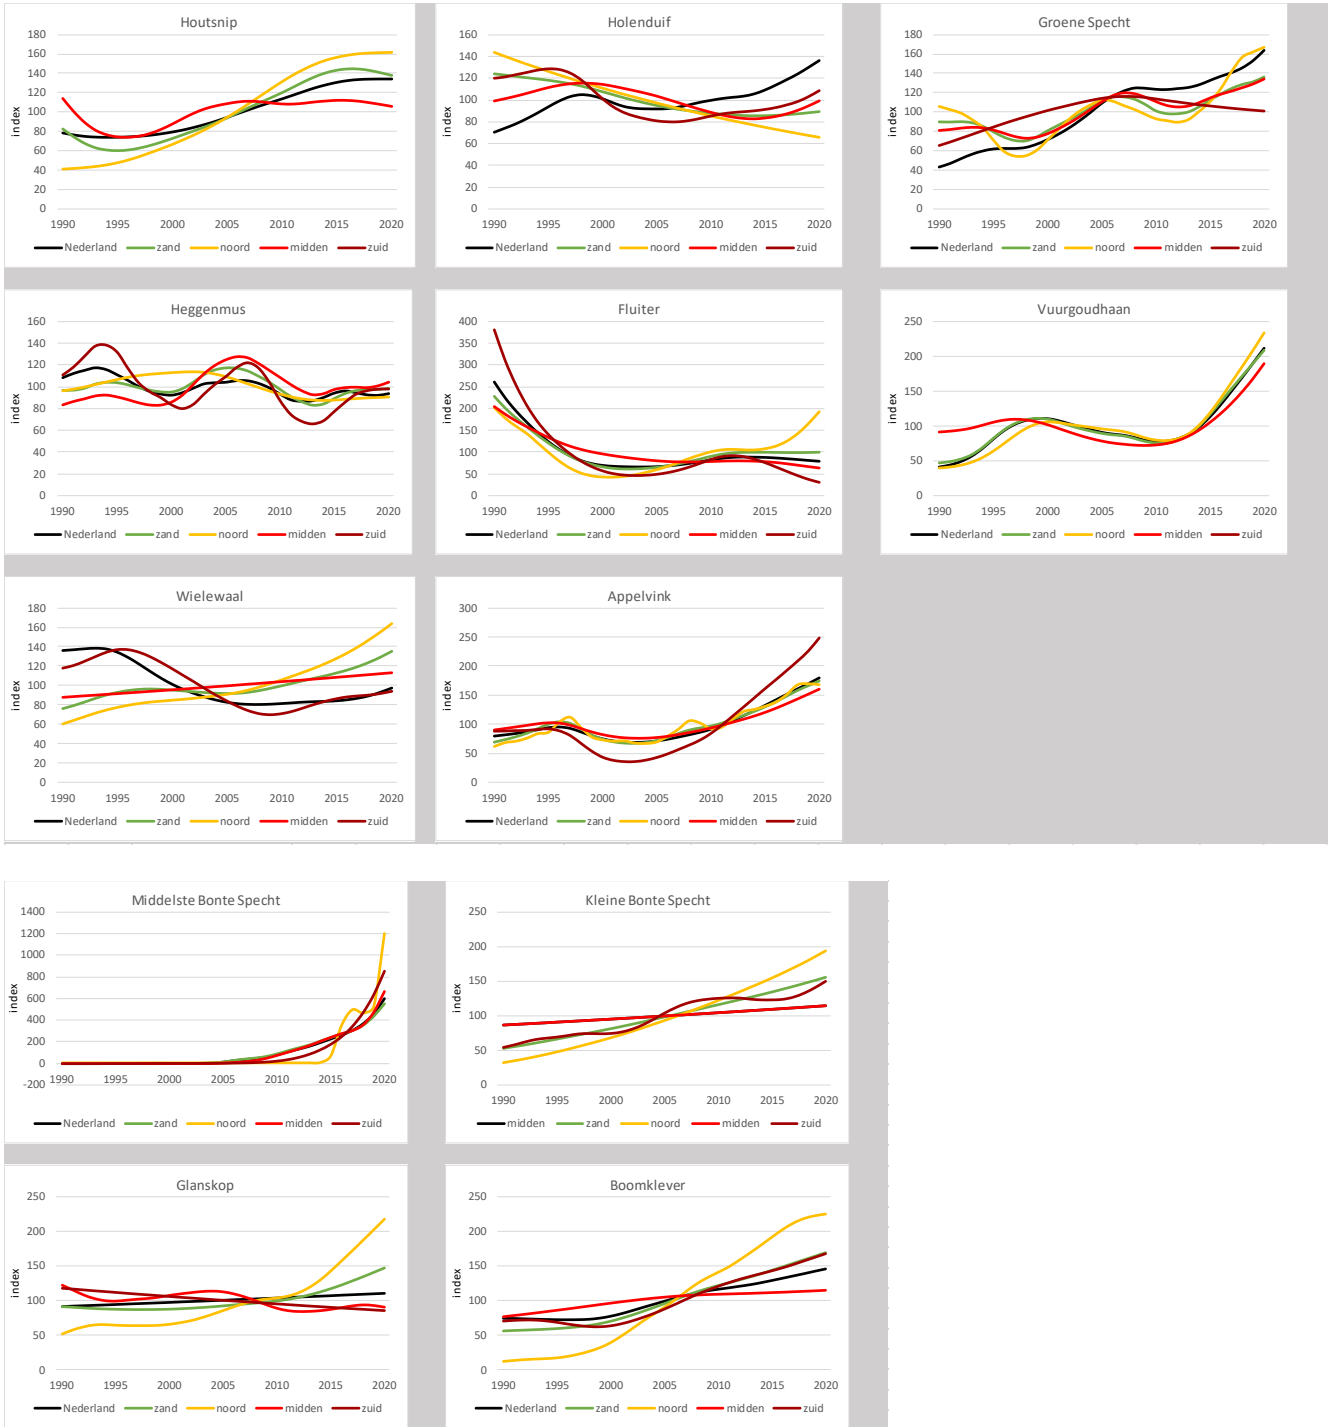 Houtsnip
index
180
160
140
120
100
80
60
40
20
0
1990 1995 2000 2005 2010 2015 2020
Nederland zand noord midden zuid
Holenduif
index
160
140
120
100
80
60
40
20
0
1990 1995 2000 2005 2010 2015 2020
Nederland zand noord midden zuid
Groene Specht
index
180
160
140
120
100
80
60
40
20
0
1990 1995 2000 2005 2010 2015 2020
Nederland zand noord midden zuid
Heggenmus
index
160
140
120
100
80
60
40
20
0
1990 1995 2000 2005 2010 2015 2020
Nederland zand noord midden zuid
Fluiter
index
400
350
300
250
200
150
100
50
0
1990 1995 2000 2005 2010 2015 2020
Nederland zand noord midden zuid
Vuurgoudhaan
index
250
200
150
100
50
0
1990 1995 2000 2005 2010 2015 2020
Nederland zand noord midden zuid
Wielewaal
index
180
160
140
120
100
80
60
40
20
0
1990 1995 2000 2005 2010 2015 2020
Nederland zand noord midden zuid
Appelvink
index
300
250
200
150
100
50
0
1990 1995 2000 2005 2010 2015 2020
Nederland zand noord midden zuid
Middelste Bonte Specht
index
1400
1200
1000
800
600
400
200
0
-200
1990 1995 2000 2005 2010 2015 2020
Nederland zand noord midden zuid
Kleine Bonte Specht
index
250
200
150
100
50
0
1990 1995 2000 2005 2010 2015 2020
midden zand noord midden zuid
Glanskop
index
250
200
150
100
50
0
1990 1995 2000 2005 2010 2015 2020
Nederland zand noord midden zuid
Boomklever
index
250
200
150
100
50
0
1990 1995 2000 2005 2010 2015 2020
Nederland zand noord midden zuid